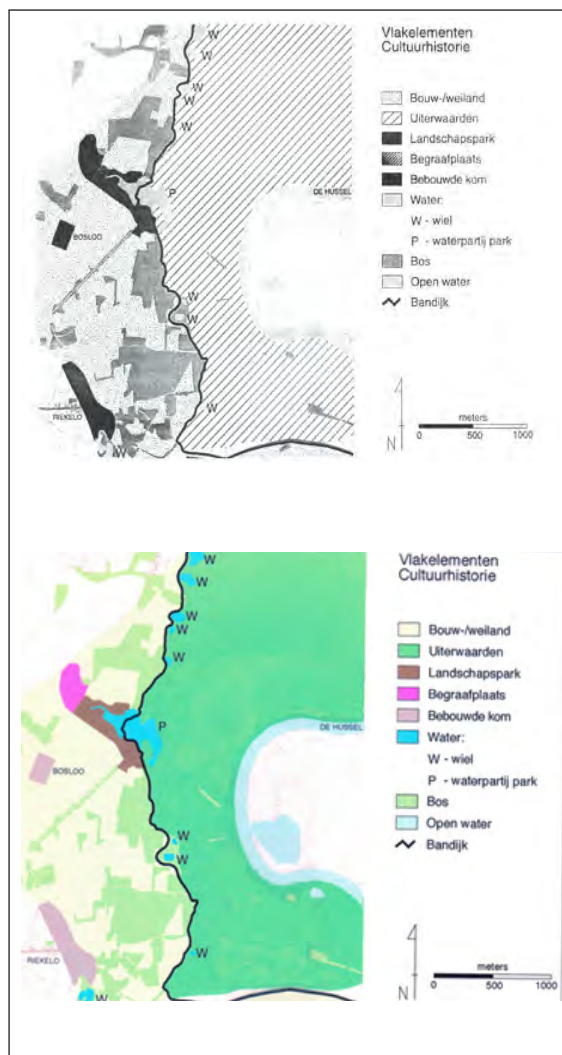 Vlakelementen
Cultuurhistorie
Bouw-/weiland
Uiterwaarden
Landschapspark
Begraafplaats
Bebouwde kom
Water:
W - wiel
P - waterpartij park
Bos
Open water
Bandijk
W
W
W
W
W
P
DE HUSSEL
BOSLOO
W
W
RIEKELO
W
W
N
meters
0 500 1000
Vlakelementen
Cultuurhistorie
Bouw-/weiland
Uiterwaarden
Landschapspark
Begraafplaats
Bebouwde kom
Water:
W - wiel
P - waterpartij park
Bos
Open water
Bandijk
W
W
W
W
W
P
DE HUSSEL
BOSLOO
W
W
RIEKELO
W
W
N
meters
0 500 1000